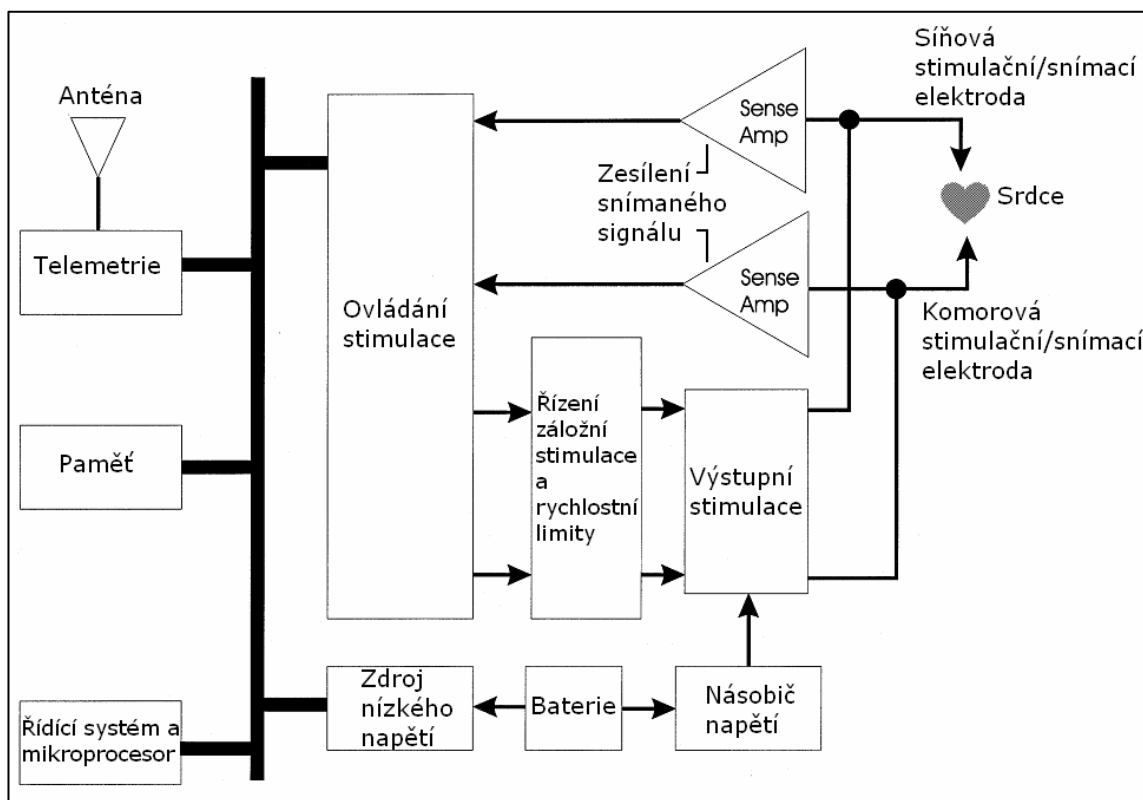 Anténa
Telemetrie
Paměť
Řídící systém a
mikroprocesor
Ovládání
stimulace
Sense
Amp
Zesílení
snímaného
signálu
Sense
Amp
Síňová
stimulační/snímací
elektroda
Srdce
Komorová
stimulační/snímací
elektroda
Řízení
záložní
stimulace
a
rychlostní
limity
Výstupní
stimulace
Zdroj
nízkého
napětí
Baterie
Násobič
napětí